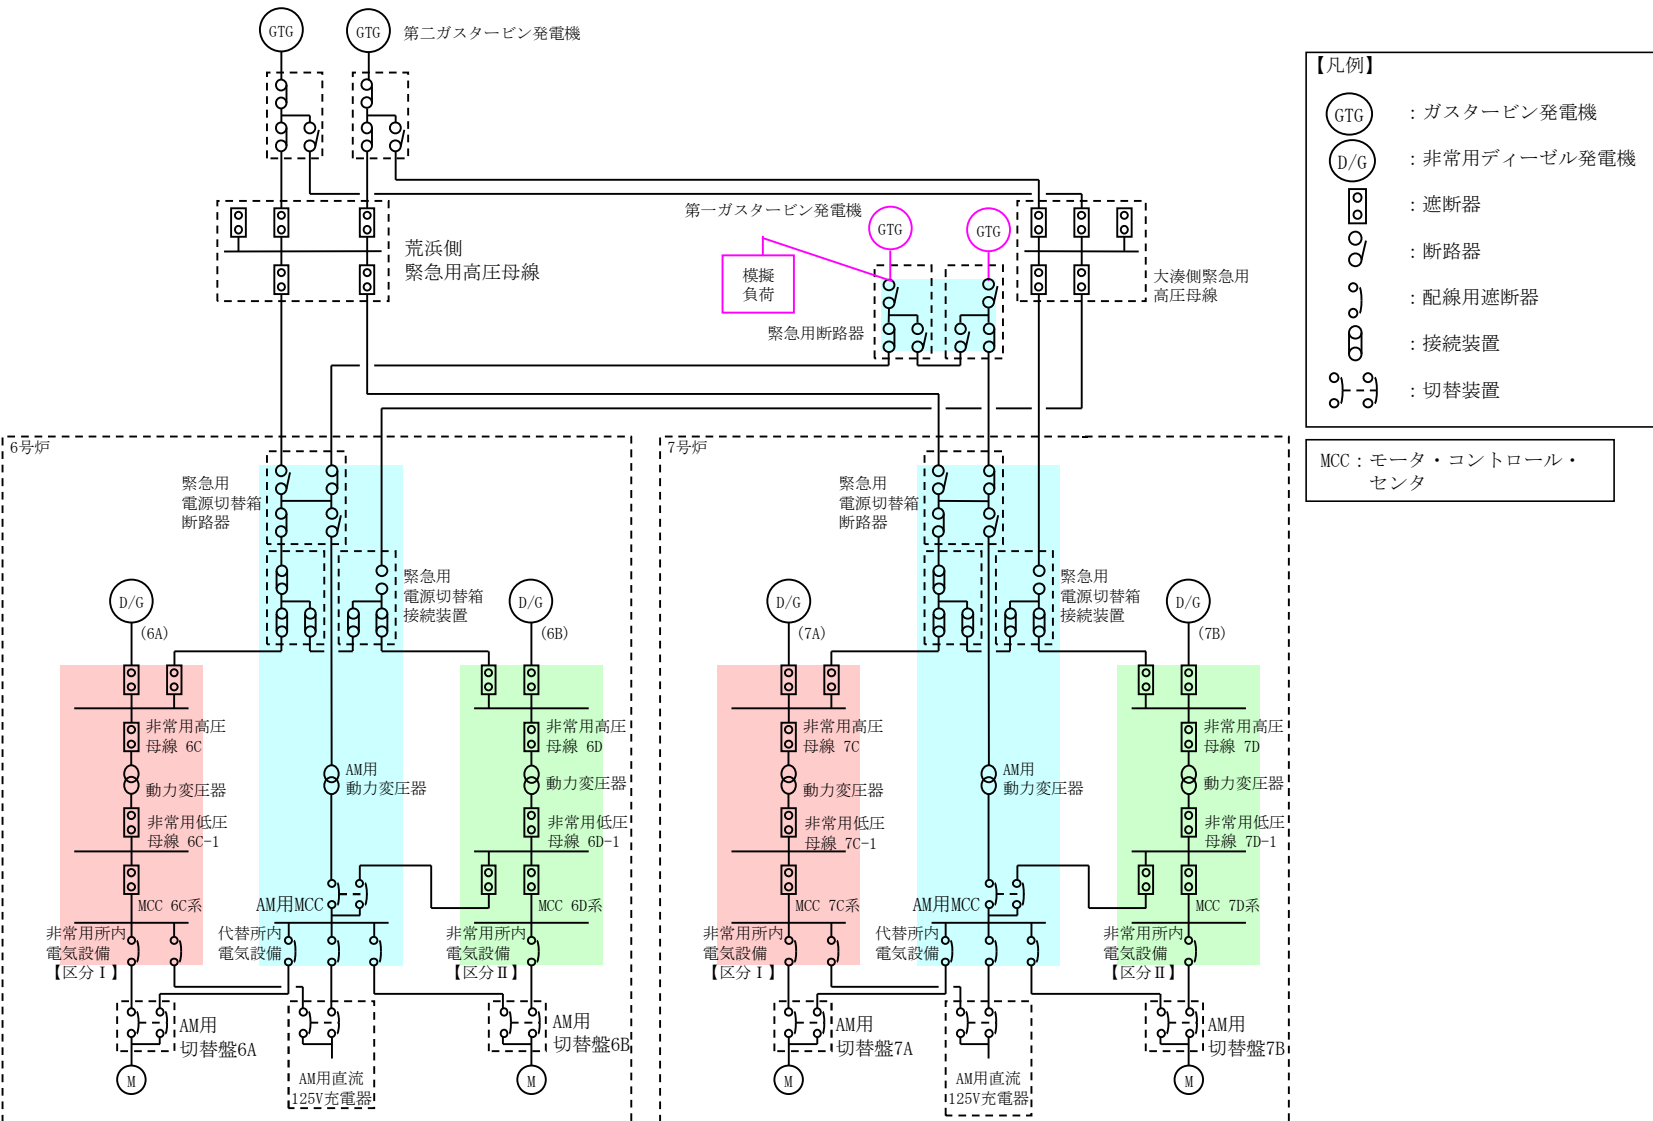 GTG
GTG
第二ガスタービン発電機
【凡例】
GTG
：ガスタービン発電機
D/G
：非常用ディーゼル発電機
：遮断器
：断路器
：配線用遮断器
：接続装置
：切替装置
MCC：モータ・コントロール・
センタ
荒浜側
緊急用高圧母線
第一ガスタービン発電機
GTG
GTG
模擬
負荷
緊急用断路器
大湊側緊急用
高圧母線
6号炉
緊急用
電源切替箱
断路器
緊急用
電源切替箱
接続装置
D/G
(6A)
D/G
(6B)
非常用高圧
母線 6C
動力変圧器
非常用低圧
母線 6C-1
MCC 6C系
非常用所内
電気設備
【区分Ⅰ】
AM用
動力変圧器
AM用MCC
代替所内
電気設備
非常用高圧
母線 6D
動力変圧器
非常用低圧
母線 6D-1
MCC 6D系
非常用所内
電気設備
【区分Ⅱ】
AM用
切替盤6A
M
AM用直流
125V充電器
AM用
切替盤6B
M
7号炉
緊急用
電源切替箱
断路器
緊急用
電源切替箱
接続装置
D/G
(7A)
D/G
(7B)
非常用高圧
母線 7C
動力変圧器
非常用低圧
母線 7C-1
MCC 7C系
非常用所内
電気設備
【区分Ⅰ】
AM用
動力変圧器
AM用MCC
代替所内
電気設備
非常用高圧
母線 7D
動力変圧器
非常用低圧
母線 7D-1
MCC 7D系
非常用所内
電気設備
【区分Ⅱ】
AM用
切替盤7A
M
AM用直流
125V充電器
AM用
切替盤7B
M